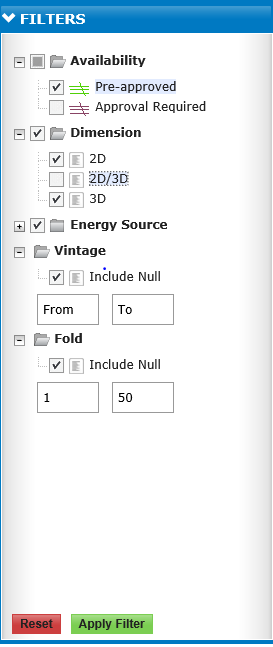 FILTERS
Availability
Pre-approved
Approval Required
Dimension
2D
2D/3D
3D
Energy Source
Vintage
Include Null
From To
Fold
Include Null
1 50
Reset Apply Filter